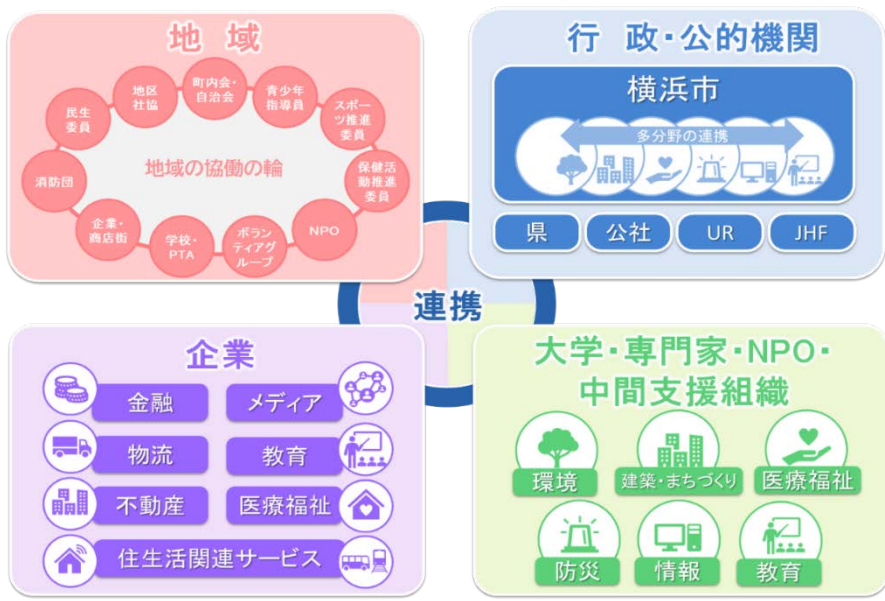 地 域
町内会・
自治会
青少年
指導員
スポー
ツ推進
委員
保健活
動推進
委員
NPO
ボラン
ティアグ
ループ
学校・
PTA
企業・
商店街
消防団
民生
委員
地区
社協
地域の協働の輪
行 政・公的機関
横浜市
多分野の連携
県
公社
UR
JHF
連携
企業
金融
メディア
物流
教育
不動産
医療福祉
住生活関連サービス
大学・専門家・NPO・
中間支援組織
環境
建築・まちづくり
医療福祉
防災
情報
教育